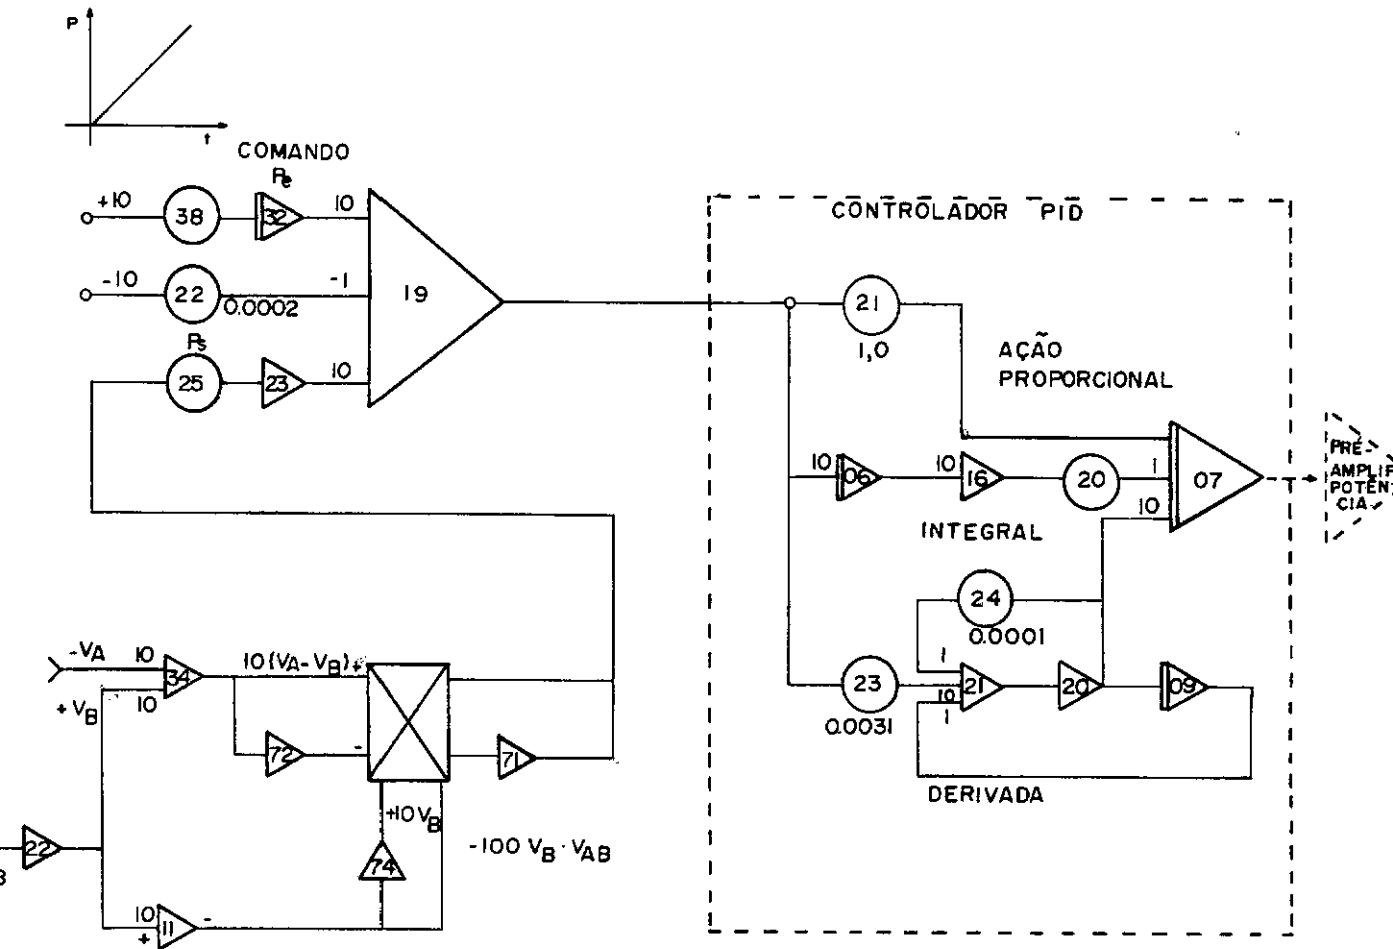 P
t
COMANDO
Pe
+10
38
32
10
-10
22
0.0002
-1
19
Ps
25
23
10
CONTROLADOR PID
21
1,0
AÇÃO
PROPORCIONAL
10
06
10
16
20
1
10
07
PRÉ-
AMPLIF
POTÊN
CIA
INTEGRAL
24
0.0001
23
0.0031
1
10
1
21
20
09
DERIVADA
-VA
10
34
10
+VB
10(VA-VB)
+
72
-
71
+10VB
74
-100 VB·VAB
22
B
10
+
11
-